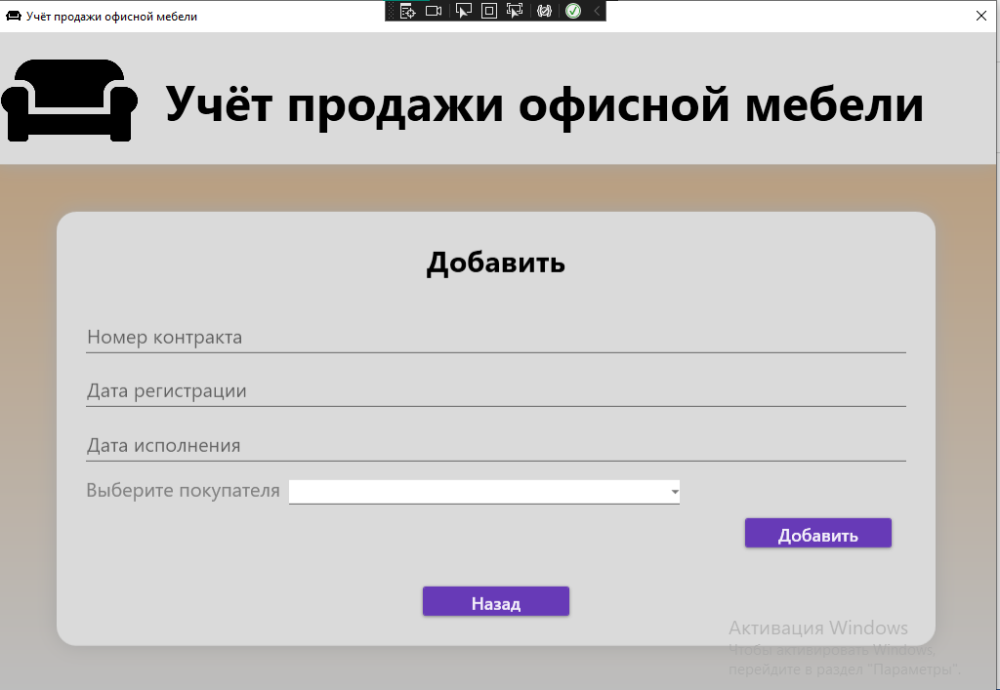 Учёт продажи офисной мебели
Учёт продажи офисной мебели
Добавить
Номер контракта
Дата регистрации
Дата исполнения
Выберите покупателя
Добавить
Назад
Активация Windows
Чтобы активировать Windows,
перейдите в раздел "Параметры".